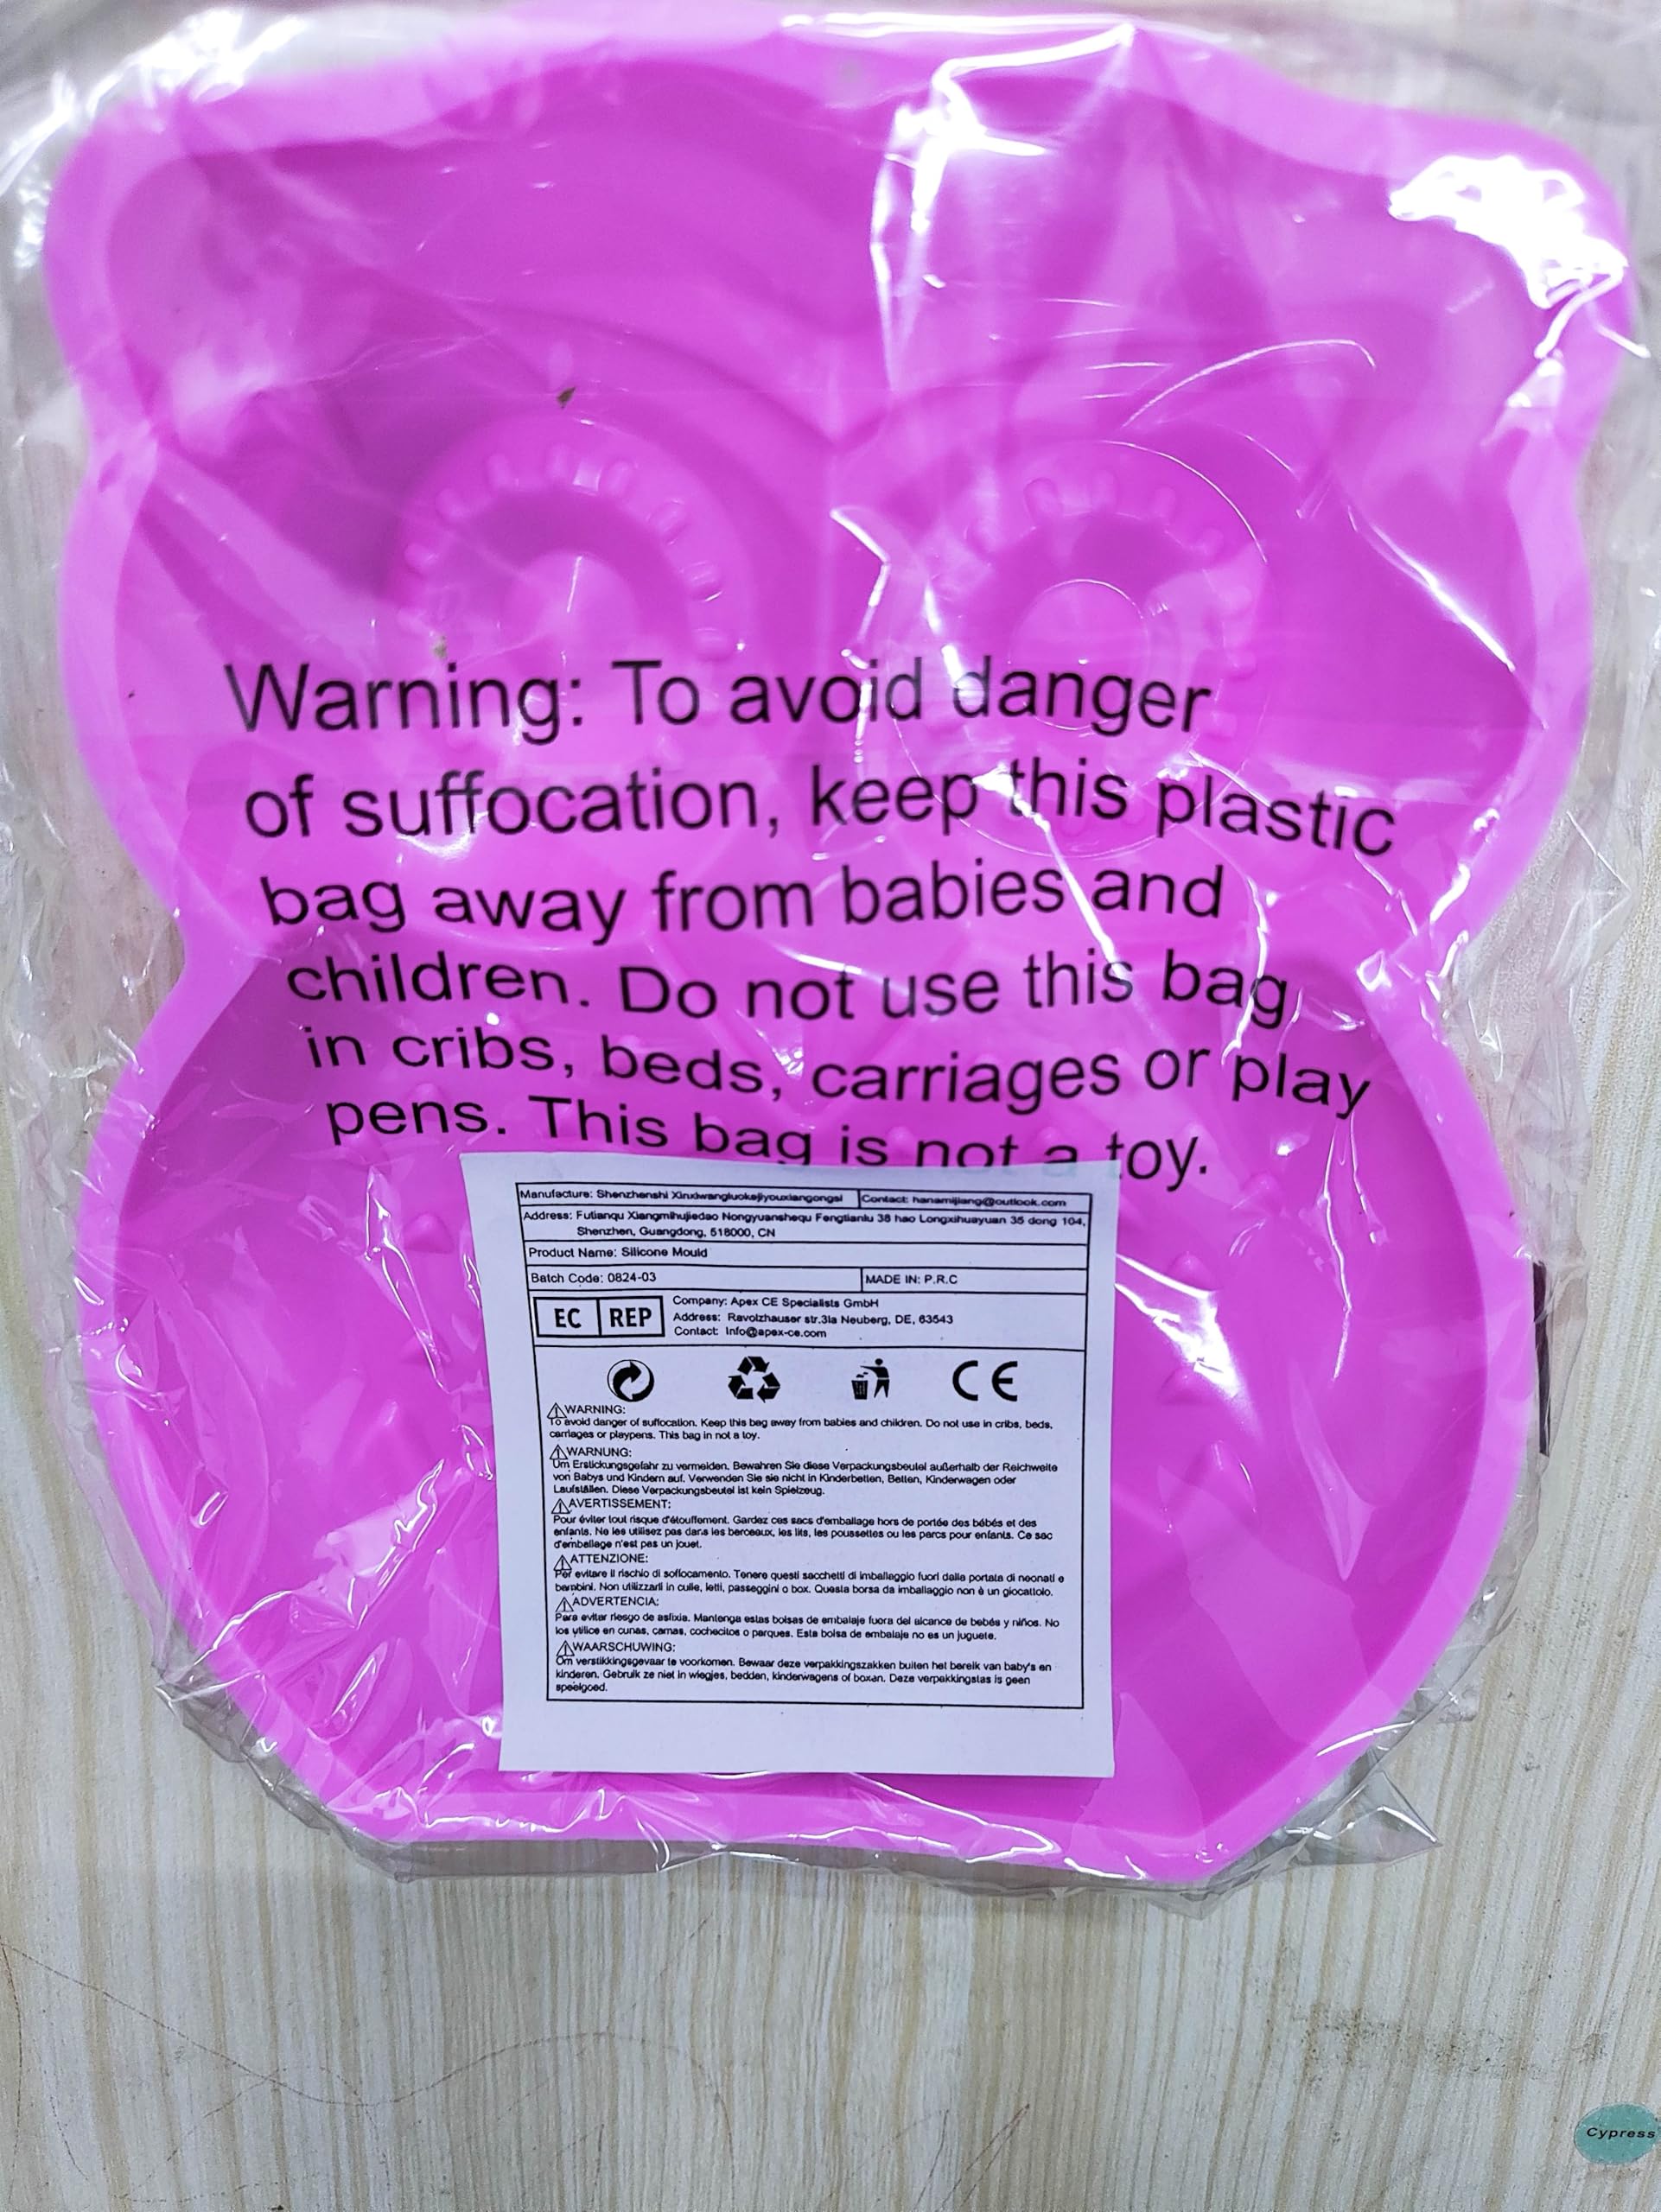 Warning: To avoid danger
of suffocation, keep this plastic
bag away from babies and
children. Do not use this bag
in cribs, beds, carriages or play
pens. This bag is not a toy.
Manufacture: Shenzhenshi Contact: hanamijiang@outlook.com
Address: Futianqu Xiangmihujiedao Nongyuanshequ Fengtianlu 38 hao Longxihuayuan 35 dong 104,
Shenzhen, Guangdong, 518000, CN
Product Name: Silicone Mould
Batch Code: 0824-03 MADE IN: P.R.C
EC REP
Company: Apex CE Specialists GmbH
Address: Ravolzhauser str.3la Neuberg, DE, 63543
Contact: Info@apex-ce.com
CE
WARNING:
To avoid danger of suffocation. Keep this bag away from babies and children. Do not use in cribs, beds,
carriages or playpens. This bag in not a toy.
WARNUNG:
Um Erstickungsgefahr zu vermeiden. Bewahren Sie diese Verpackungsbeutel außerhalb der Reichweite
von Babys und Kindern auf. Verwenden Sie sie nicht in Kinderbetten, Betten, Kinderwagen oder
Laufställen. Diese Verpackungsbeutel ist kein Spielzeug.
AVERTISSEMENT:
Pour éviter tout risque d'étouffement. Gardez ces sacs d'emballage hors de portée des bébés et des
enfants. Ne les utilisez pas dans les berceaux, les lits, les poussettes ou les parcs pour enfants. Ce sac
d'emballage n'est pas un jouet.
ATTENZIONE:
Per evitare il rischio di soffocamento. Tenere questi sacchetti di imballaggio fuori dalla portata di neonati e
bambini. Non utilizzarli in culle, letti, passeggini o box. Questa borsa da imballaggio non è un giocattolo.
ADVERTENCIA:
Para evitar riesgo de asfixia. Mantenga estas bolsas de embalaje fuera del alcance de bebés y niños. No
los utilice en cunas, camas, cochecitos o parques. Esta bolsa de embalaje no es un juguete.
WAARSCHUWING:
Om verstikkingsgevaar te voorkomen. Bewaar deze verpakkingszakken buiten het bereik van baby's en
kinderen. Gebruik ze niet in wiegjes, bedden, kinderwagens of boxen. Deze verpakkingstas is geen
speelgoed.
Cypress